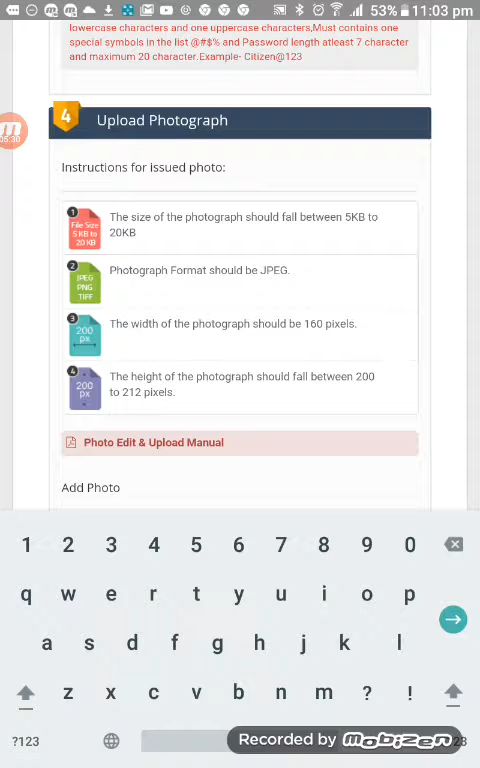 53% 11:03 pm
lowercase characters and one uppercase characters,Must contains one
special symbols in the list @#$% and Password length atleast 7 character
and maximum 20 character.Example- Citizen@123
4 Upload Photograph
05:30
Instructions for issued photo:
1
File Size
5 KB to
20 KB
The size of the photograph should fall between 5KB to
20KB
2
JPEG
PNG
TIFF
Photograph Format should be JPEG.
3
200
px
The width of the photograph should be 160 pixels.
4
200
px
The height of the photograph should fall between 200
to 212 pixels.
Photo Edit & Upload Manual
Add Photo
1 2 3 4 5 6 7 8 9 0
q w e r t y u i o p
a s d f g h j k l
z x c v b n m ? !
?123
Recorded by Mobizen